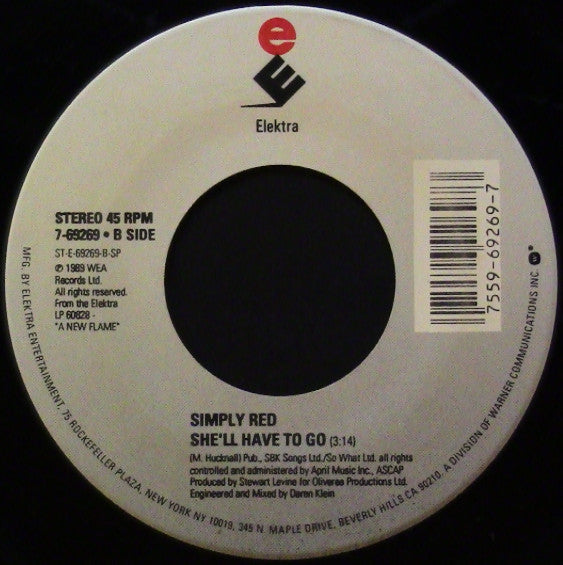 e
E
Elektra
STEREO 45 RPM
7-69269 • B SIDE
ST-E-69269-B-SP
℗ 1989 WEA
Records Ltd.
All rights reserved.
From the Elektra
LP 60828 -
"A NEW FLAME"
7559-69269-7
SIMPLY RED
SHE'LL HAVE TO GO (3:14)
(M. Hucknall) Pub., SBK Songs Ltd./So What Ltd. all rights
controlled and administered by April Music Inc., ASCAP
Produced by Stewart Levine for Oliverea Productions Ltd.
Engineered and Mixed by Daren Klein
MFG. BY ELEKTRA ENTERTAINMENT, 75 ROCKEFELLER PLAZA, NEW YORK NY 10019, 345 N. MAPLE DRIVE, BEVERLY HILLS CA 90210, A DIVISION OF WARNER COMMUNICATIONS INC.